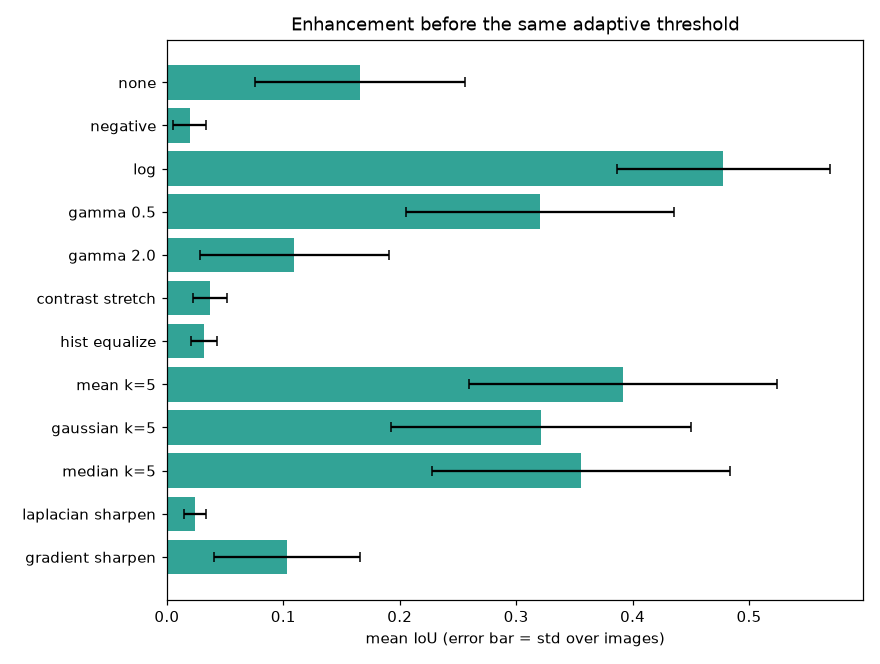 Enhancement before the same adaptive threshold
none
negative
log
gamma 0.5
gamma 2.0
contrast stretch
hist equalize
mean k=5
gaussian k=5
median k=5
laplacian sharpen
gradient sharpen
0.0 0.1 0.2 0.3 0.4 0.5
mean IoU (error bar = std over images)